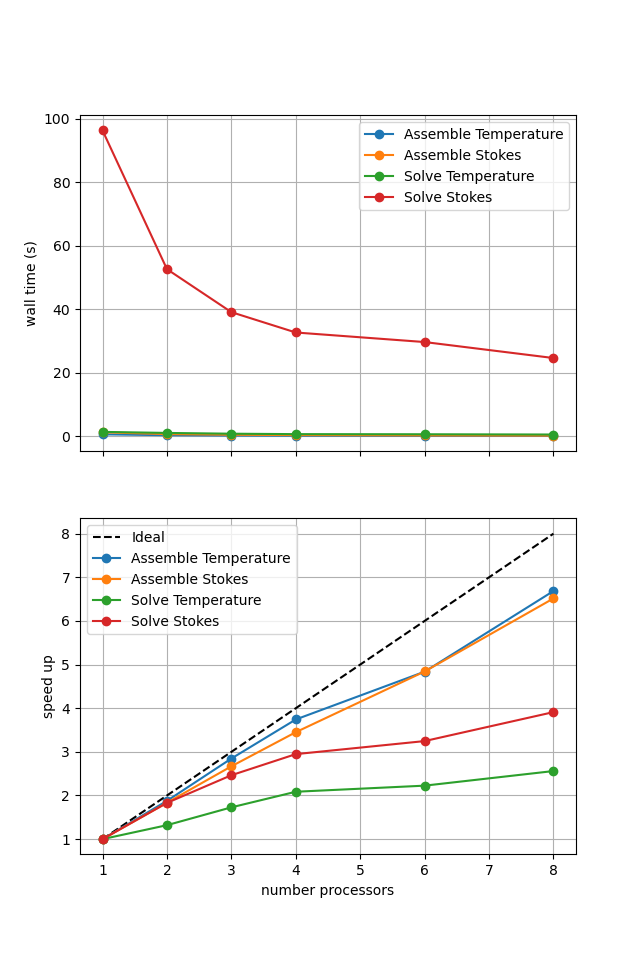 100
80
60
40
20
0
wall time (s)
Assemble Temperature
Assemble Stokes
Solve Temperature
Solve Stokes
8
7
6
5
4
3
2
1
speed up
Ideal
Assemble Temperature
Assemble Stokes
Solve Temperature
Solve Stokes
1 2 3 4 5 6 7 8
number processors